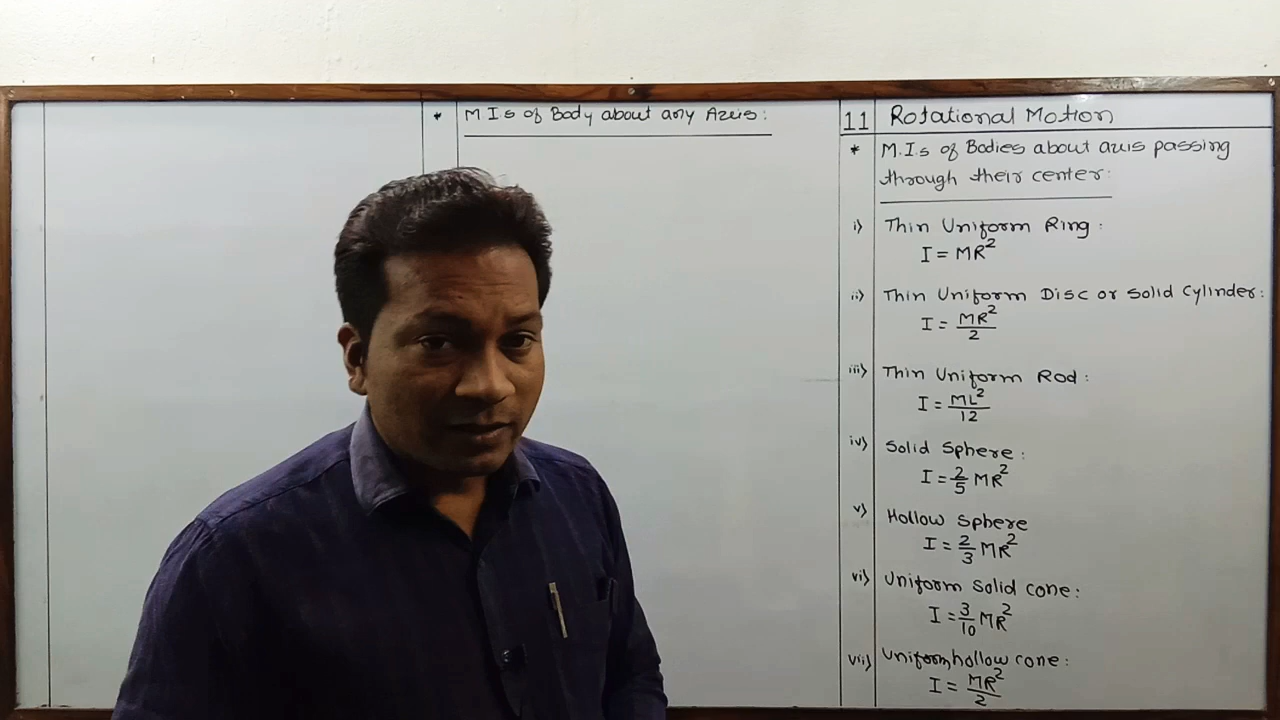 * M I s of Body about any Axis:
11 Rotational Motion
* M.I.s of Bodies about axis passing
through their center:
i) Thin Uniform Ring:
I = MR²
ii) Thin Uniform Disc or Solid Cylinder:
I = MR²/2
iii) Thin Uniform Rod:
I = ML²/12
iv) Solid Sphere:
I = 2/5 MR²
v) Hollow Sphere
I = 2/3 MR²
vi) Uniform Solid cone:
I = 3/10 MR²
vii) Uniform hollow cone:
I = MR²/2